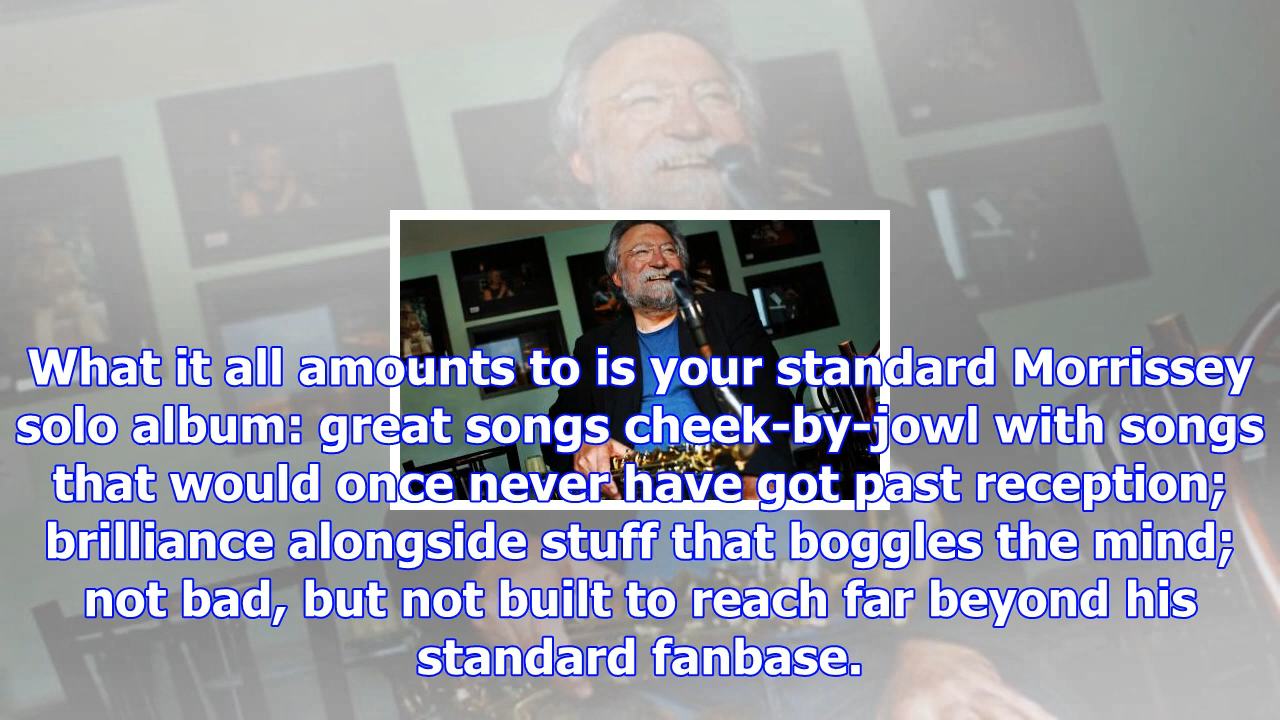 What it all amounts to is your standard Morrissey
solo album: great songs cheek-by-jowl with songs
that would once never have got past reception;
brilliance alongside stuff that boggles the mind;
not bad, but not built to reach far beyond his
standard fanbase.